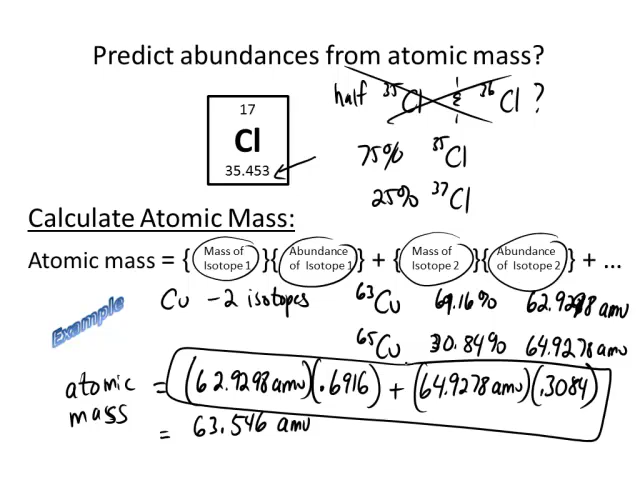 Predict abundances from atomic mass?
half ³⁵Cl & ³⁶Cl ?
17
Cl
35.453
75% ³⁵Cl
25% ³⁷Cl
Calculate Atomic Mass:
Atomic mass = {Mass of Isotope 1}{Abundance of Isotope 1} + {Mass of Isotope 2}{Abundance of Isotope 2} + ...
Cu - 2 isotopes ⁶³Cu 69.16% 62.9298 amu
Example
⁶⁵Cu 30.84% 64.9278 amu
atomic mass = (62.9298 amu)(.6916) + (64.9278 amu)(.3084)
= 63.546 amu